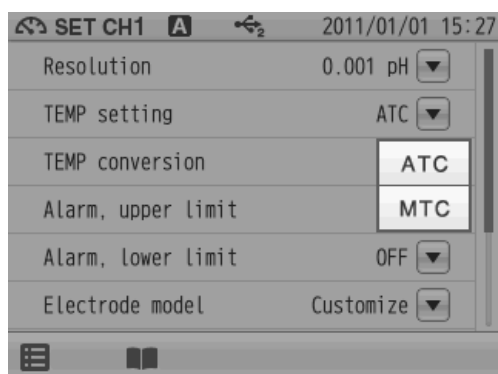 SET CH1 A 2 2011/01/01 15:27
Resolution 0.001 pH
TEMP setting ATC
TEMP conversion ATC
Alarm, upper limit MTC
Alarm, lower limit OFF
Electrode model Customize